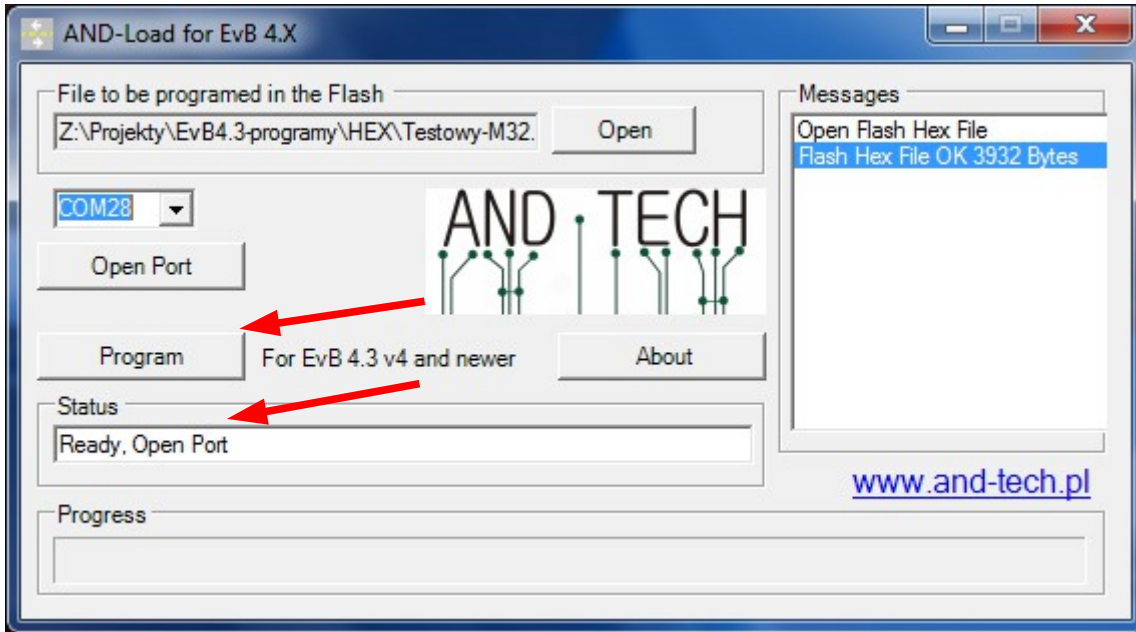 AND-Load for EvB 4.X
File to be programed in the Flash
Z:\Projekty\EvB4.3-programy\HEX\Testowy-M32.
Open
Messages
Open Flash Hex File
Flash Hex File OK 3932 Bytes
COM28
AND TECH
Open Port
Program
For EvB 4.3 v4 and newer
About
Status
Ready, Open Port
www.and-tech.pl
Progress